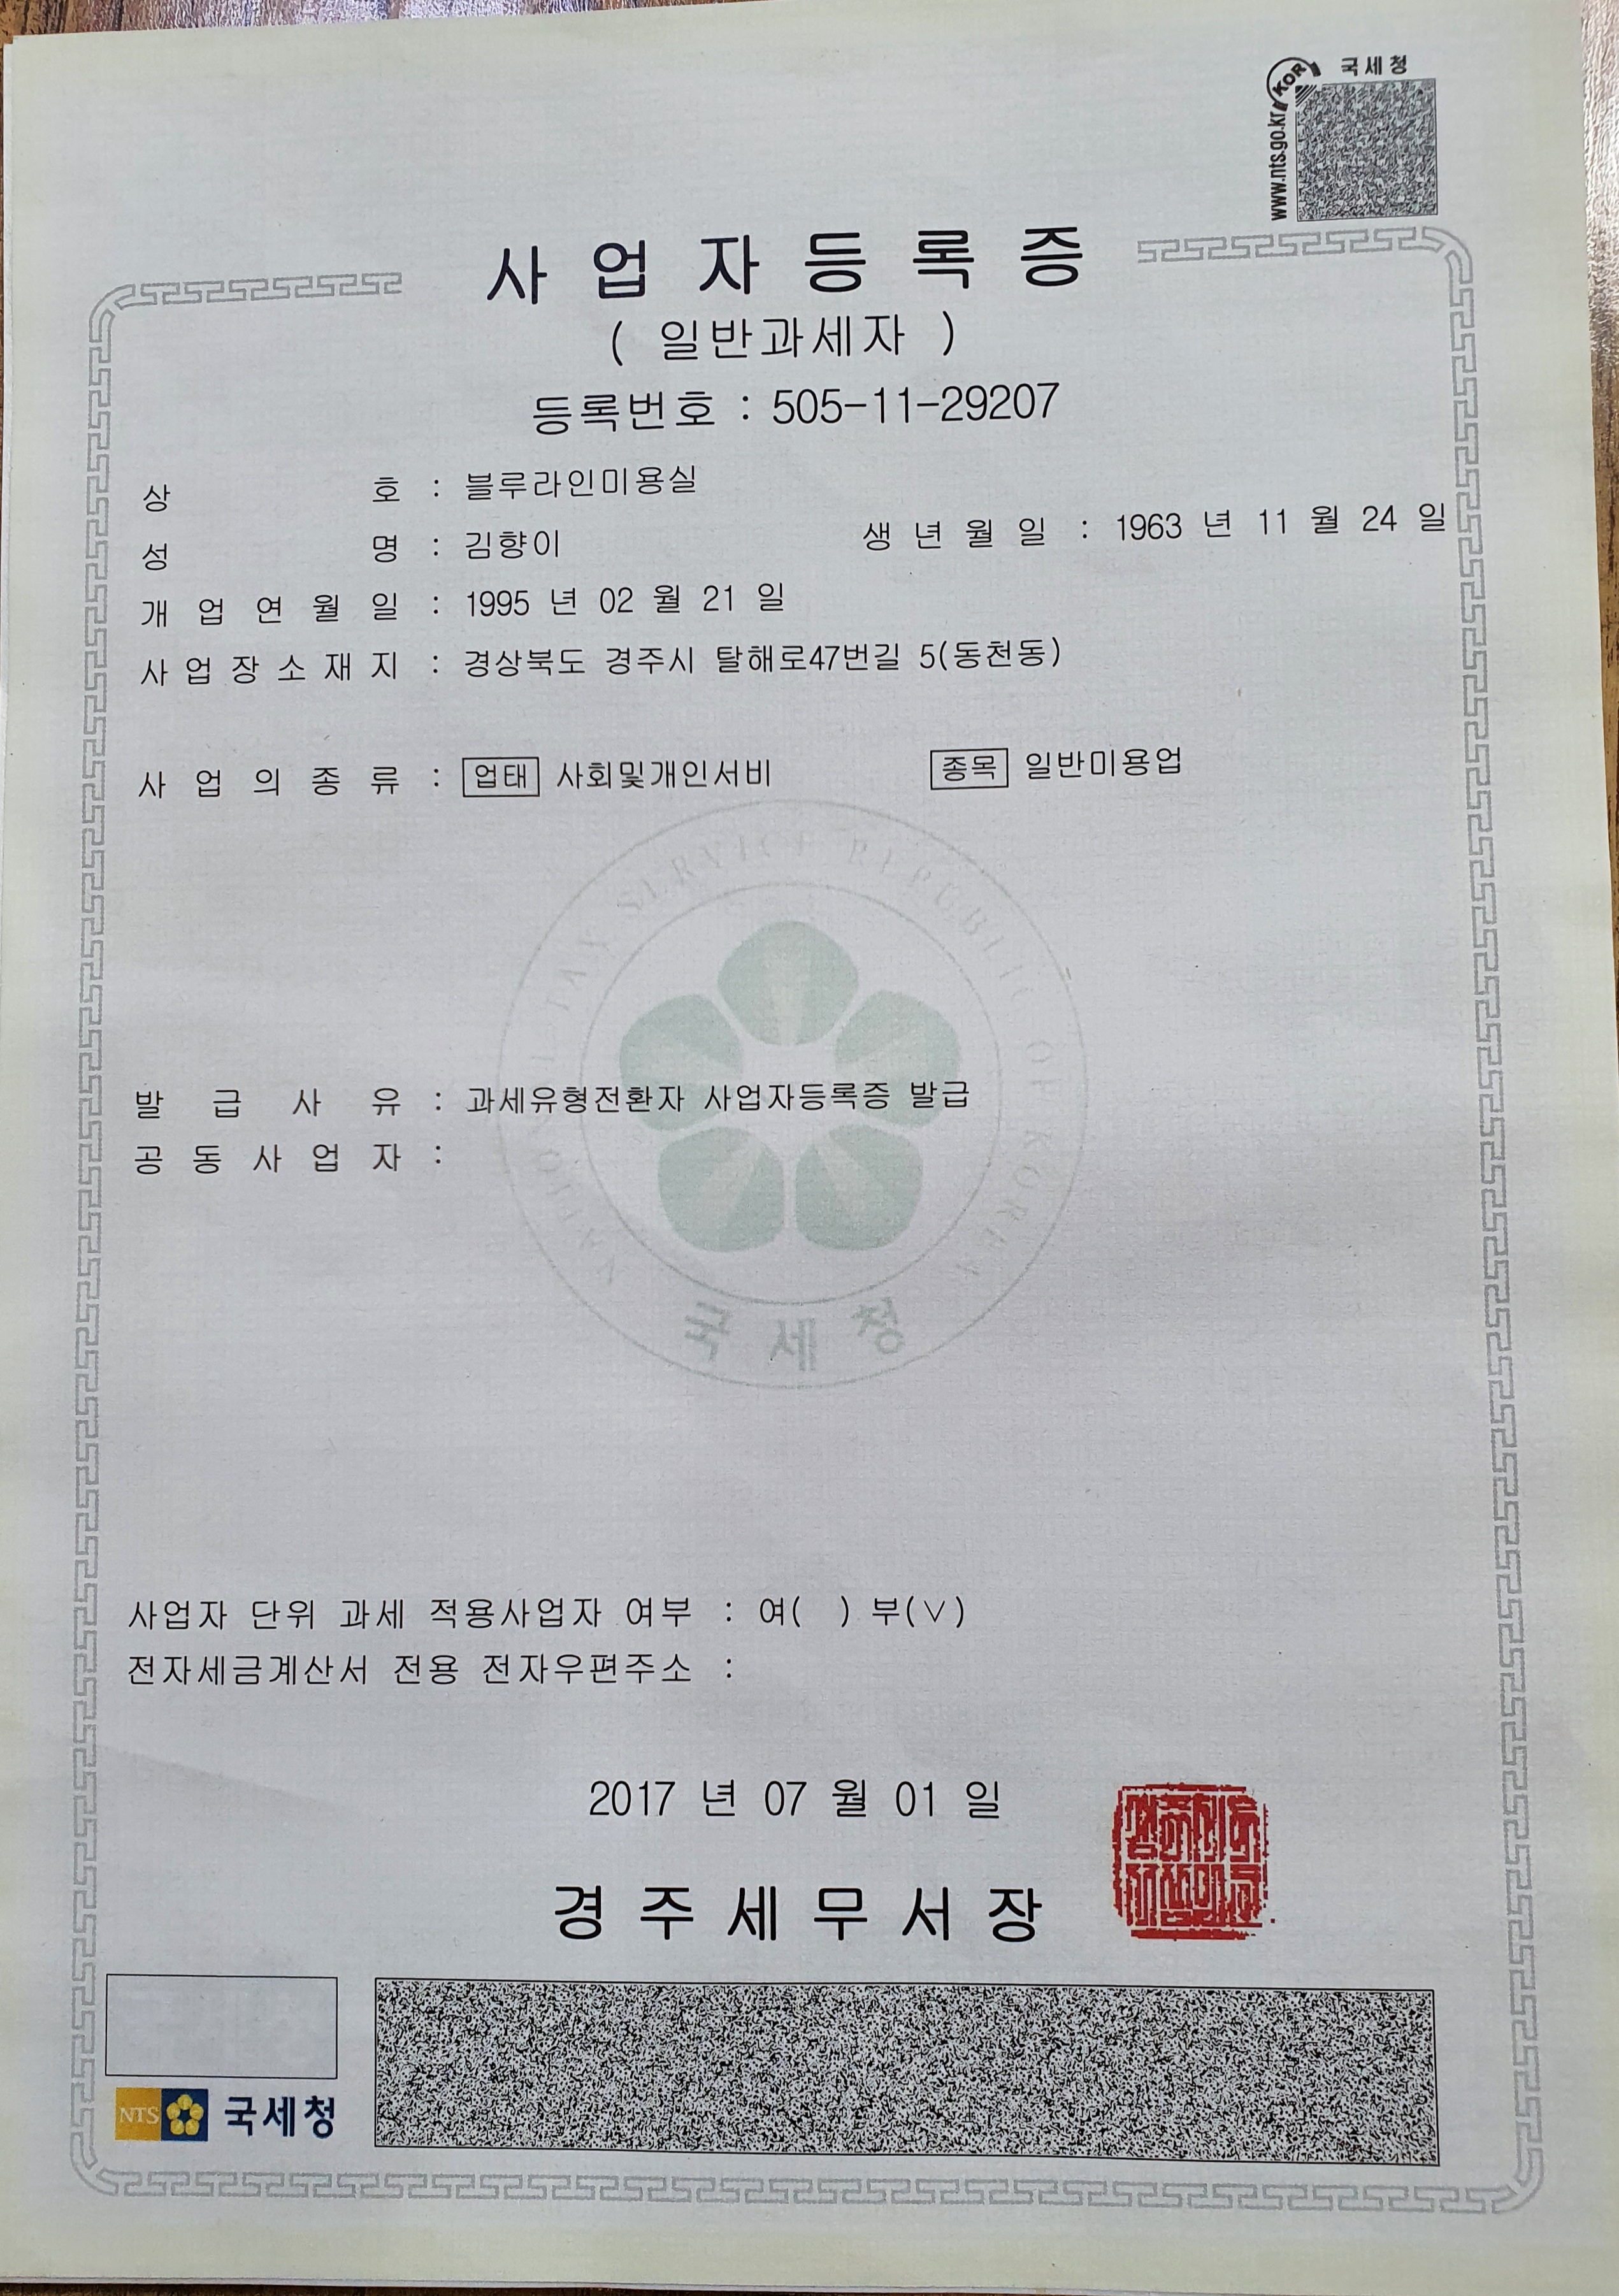 국세청
www.nts.go.kr
KOR
사업자등록증
( 일반과세자 )
등록번호 : 505-11-29207
상 호 : 블루라인미용실
성 명 : 김향이 생년월일 : 1963 년 11 월 24 일
개업연월일 : 1995 년 02 월 21 일
사업장소재지 : 경상북도 경주시 탈해로47번길 5(동천동)
사업의종류 : 업태 사회및개인서비 종목 일반미용업
NATIONAL TAX SERVICE REPUBLIC OF KOREA
발급사유 : 과세유형전환자 사업자등록증 발급
공동사업자 :
국세청
사업자 단위 과세 적용사업자 여부 : 여( ) 부(∨)
전자세금계산서 전용 전자우편주소 :
2017 년 07 월 01 일
경주세무서장
NTS 국세청